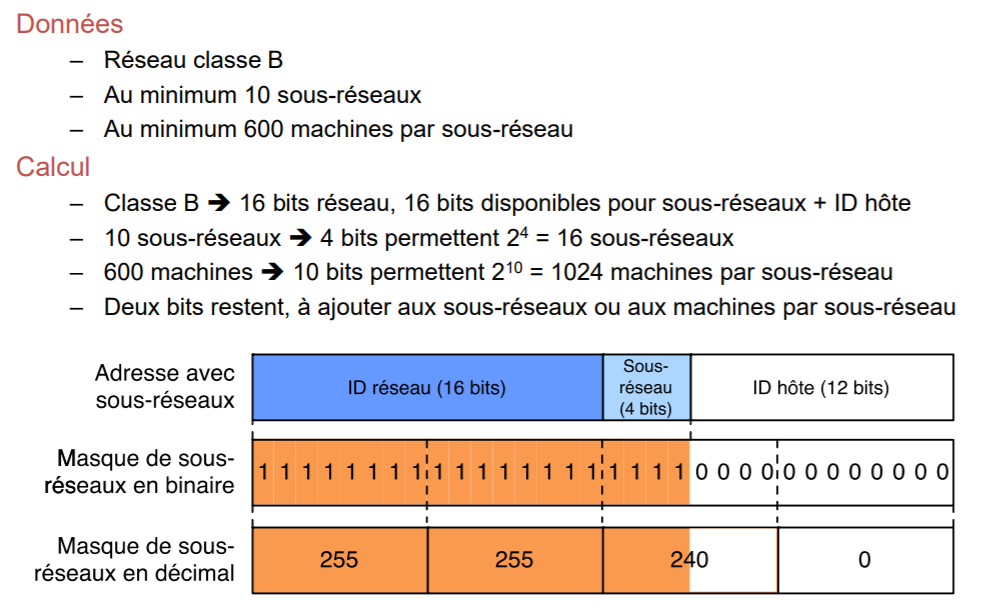 Données
– Réseau classe B
– Au minimum 10 sous-réseaux
– Au minimum 600 machines par sous-réseau
Calcul
– Classe B ➔ 16 bits réseau, 16 bits disponibles pour sous-réseaux + ID hôte
– 10 sous-réseaux ➔ 4 bits permettent 2⁴ = 16 sous-réseaux
– 600 machines ➔ 10 bits permettent 2¹⁰ = 1024 machines par sous-réseau
– Deux bits restent, à ajouter aux sous-réseaux ou aux machines par sous-réseau
Adresse avec
sous-réseaux
ID réseau (16 bits)
Sous-
réseau
(4 bits)
ID hôte (12 bits)
Masque de sous-
réseaux en binaire
1 1 1 1 1 1 1 1 1 1 1 1 1 1 1 1 1 1 1 1 0 0 0 0 0 0 0 0 0 0 0 0
Masque de sous-
réseaux en décimal
255 255 240 0